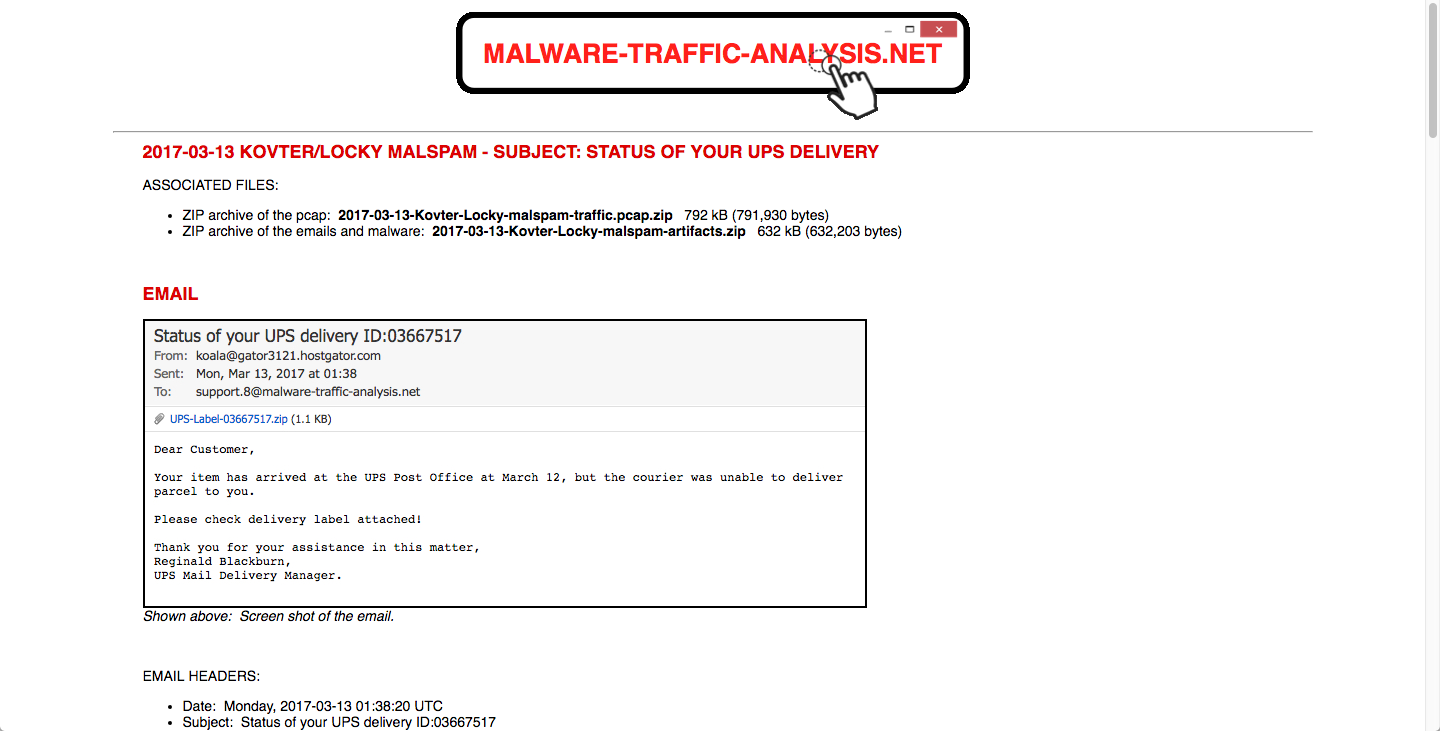 MALWARE-TRAFFIC-ANALYSIS.NET
2017-03-13 KOVTER/LOCKY MALSPAM - SUBJECT: STATUS OF YOUR UPS DELIVERY
ASSOCIATED FILES:
• ZIP archive of the pcap: 2017-03-13-Kovter-Locky-malspam-traffic.pcap.zip 792 kB (791,930 bytes)
• ZIP archive of the emails and malware: 2017-03-13-Kovter-Locky-malspam-artifacts.zip 632 kB (632,203 bytes)
EMAIL
Status of your UPS delivery ID:03667517
From: koala@gator3121.hostgator.com
Sent: Mon, Mar 13, 2017 at 01:38
To: support.8@malware-traffic-analysis.net
UPS-Label-03667517.zip (1.1 KB)
Dear Customer,
Your item has arrived at the UPS Post Office at March 12, but the courier was unable to deliver
parcel to you.
Please check delivery label attached!
Thank you for your assistance in this matter,
Reginald Blackburn,
UPS Mail Delivery Manager.
Shown above: Screen shot of the email.
EMAIL HEADERS:
• Date: Monday, 2017-03-13 01:38:20 UTC
• Subject: Status of your UPS delivery ID:03667517